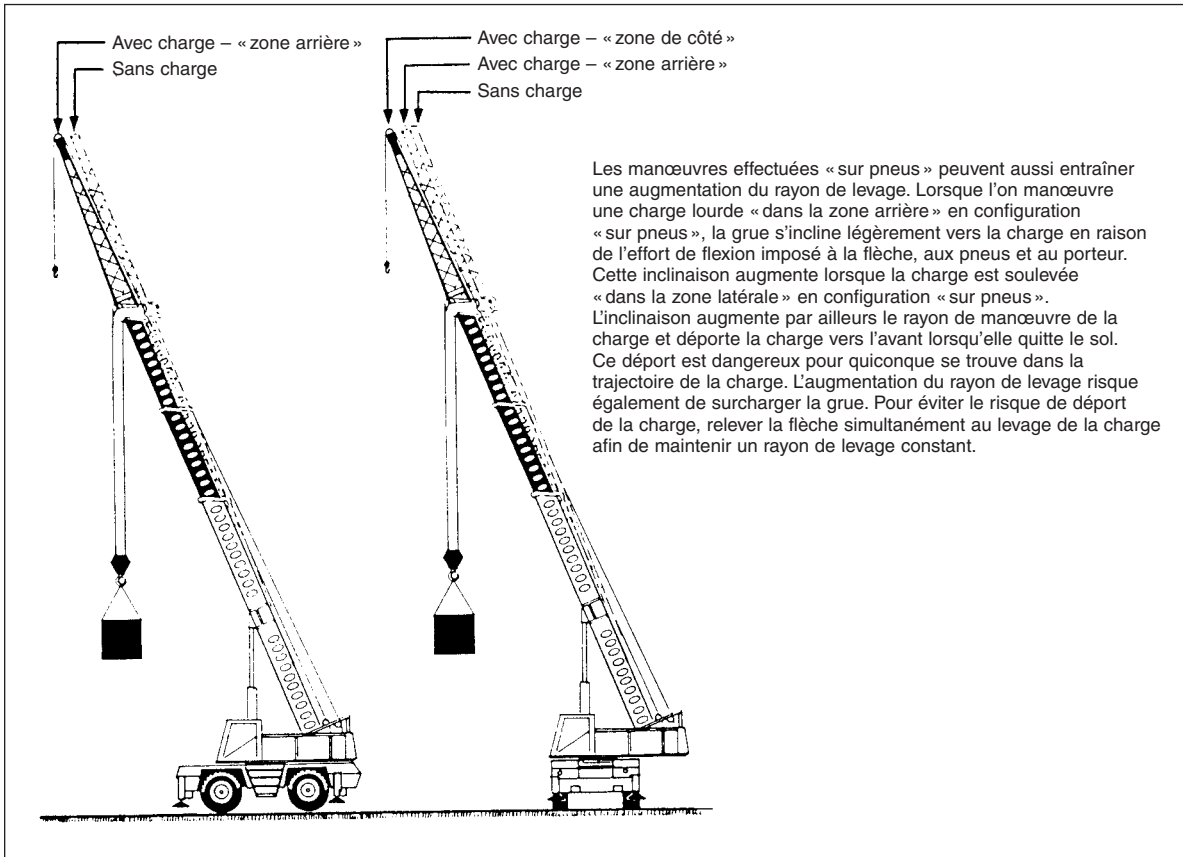 Avec charge – « zone arrière »
Sans charge
Avec charge – « zone de côté »
Avec charge – « zone arrière »
Sans charge
Les manœuvres effectuées « sur pneus » peuvent aussi entraîner
une augmentation du rayon de levage. Lorsque l’on manœuvre
une charge lourde « dans la zone arrière » en configuration
« sur pneus », la grue s’incline légèrement vers la charge en raison
de l’effort de flexion imposé à la flèche, aux pneus et au porteur.
Cette inclinaison augmente lorsque la charge est soulevée
« dans la zone latérale » en configuration « sur pneus ».
L’inclinaison augmente par ailleurs le rayon de manœuvre de la
charge et déporte la charge vers l’avant lorsqu’elle quitte le sol.
Ce déport est dangereux pour quiconque se trouve dans la
trajectoire de la charge. L’augmentation du rayon de levage risque
également de surcharger la grue. Pour éviter le risque de déport
de la charge, relever la flèche simultanément au levage de la charge
afin de maintenir un rayon de levage constant.